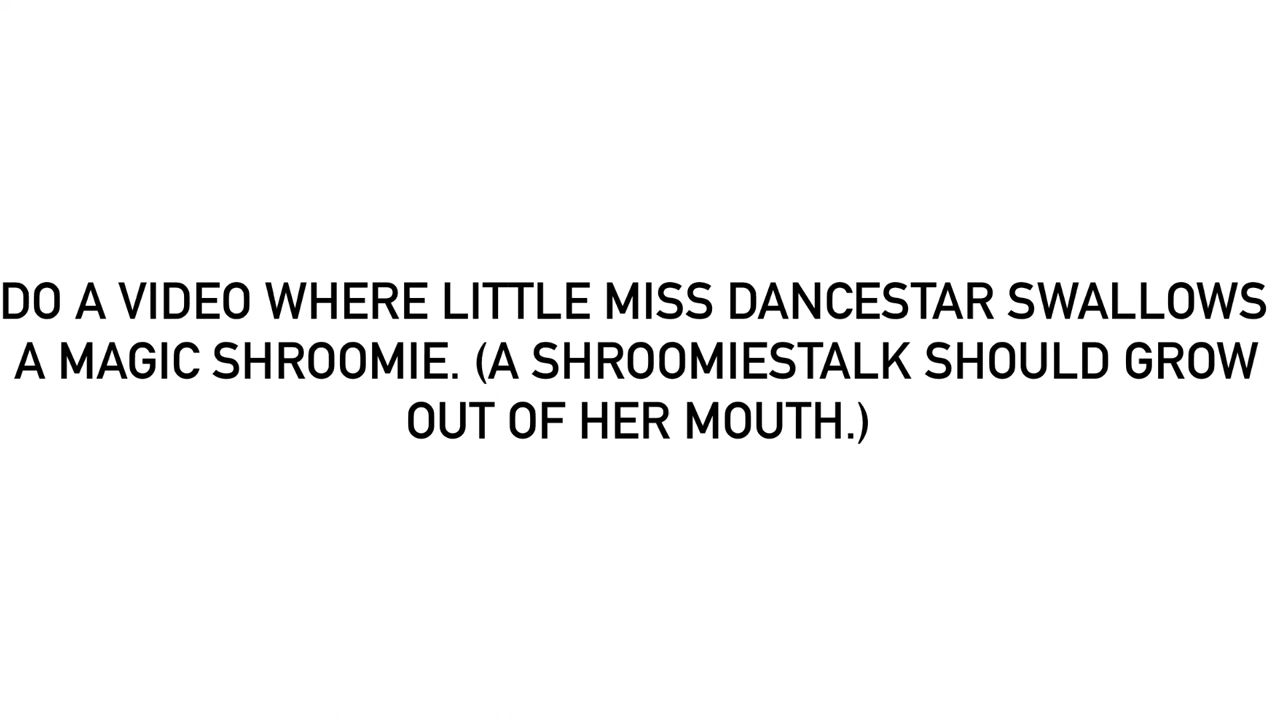 DO A VIDEO WHERE LITTLE MISS DANCESTAR SWALLOWS
A MAGIC SHROOMIE. (A SHROOMIESTALK SHOULD GROW
OUT OF HER MOUTH.)